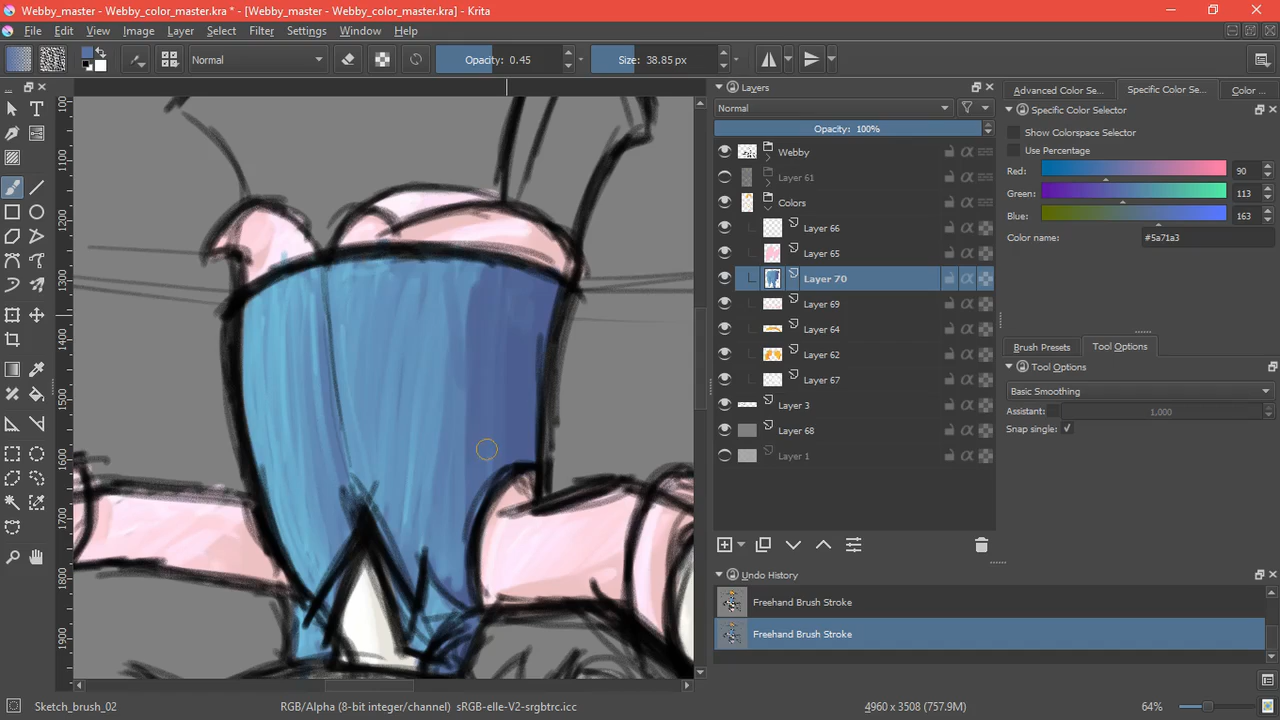 Webby_master - Webby_color_master.kra * - [Webby_master - Webby_color_master.kra] - Krita
File Edit View Image Layer Select Filter Settings Window Help
Normal Opacity: 0.45 Size: 38.85 px
Layers
Normal
Opacity: 100%
Webby
Layer 61
Colors
Layer 66
Layer 65
Layer 70
Layer 69
Layer 64
Layer 62
Layer 67
Layer 3
Layer 68
Layer 1
Undo History
Freehand Brush Stroke
Freehand Brush Stroke
Advanced Color Se... Specific Color Se... Color ...
Specific Color Selector
Show Colorspace Selector
Use Percentage
Red: 90
Green: 113
Blue: 163
Color name: #5a71a3
Brush Presets Tool Options
Tool Options
Basic Smoothing
Assistant: 1,000
Snap single:
1100
1200
1300
1400
1500
1600
1700
1800
1900
Sketch_brush_02 RGB/Alpha (8-bit integer/channel) sRGB-elle-V2-srgbtrc.icc 4960 x 3508 (757.9M) 64%